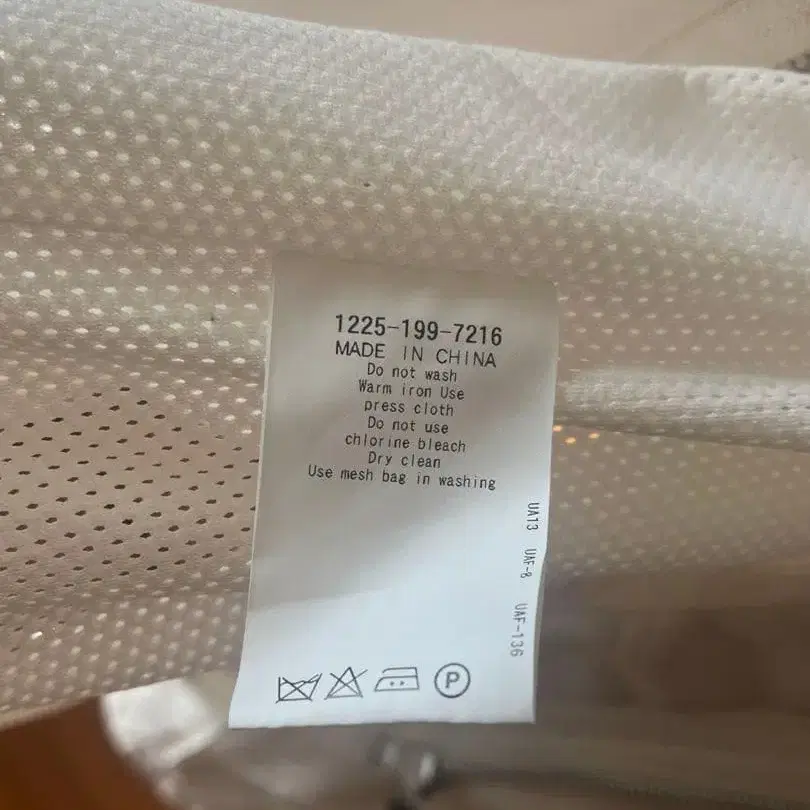 1225-199-7216
MADE IN CHINA
Do not wash
Warm iron Use
press cloth
Do not use
chlorine bleach
Dry clean
Use mesh bag in washing
UA13 UAF-8 UAF-136
P